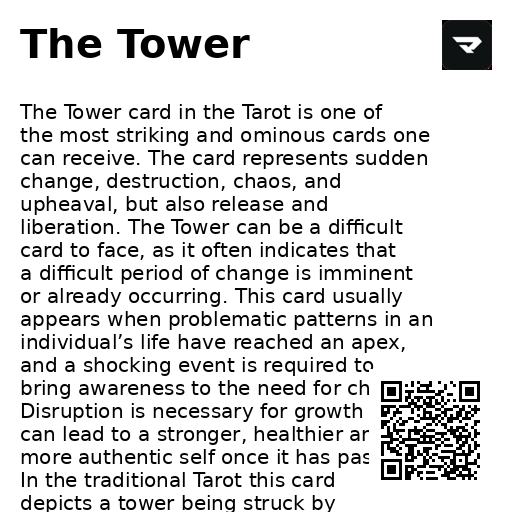 The Tower
The Tower card in the Tarot is one of
the most striking and ominous cards one
can receive. The card represents sudden
change, destruction, chaos, and
upheaval, but also release and
liberation. The Tower can be a difficult
card to face, as it often indicates that
a difficult period of change is imminent
or already occurring. This card usually
appears when problematic patterns in an
individual’s life have reached an apex,
and a shocking event is required to
bring awareness to the need for ch
Disruption is necessary for growth
can lead to a stronger, healthier
more authentic self once it has pas
In the traditional Tarot this card
depicts a tower being struck by